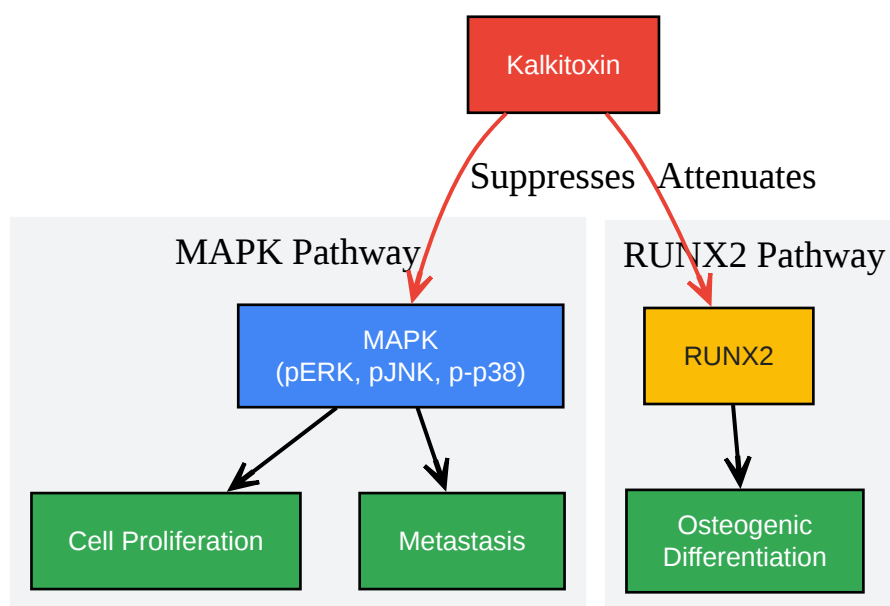 Kalkitoxin
Suppresses
Attenuates
MAPK Pathway
RUNX2 Pathway
MAPK
(pERK, pJNK, p-p38)
RUNX2
Cell Proliferation
Metastasis
Osteogenic
Differentiation